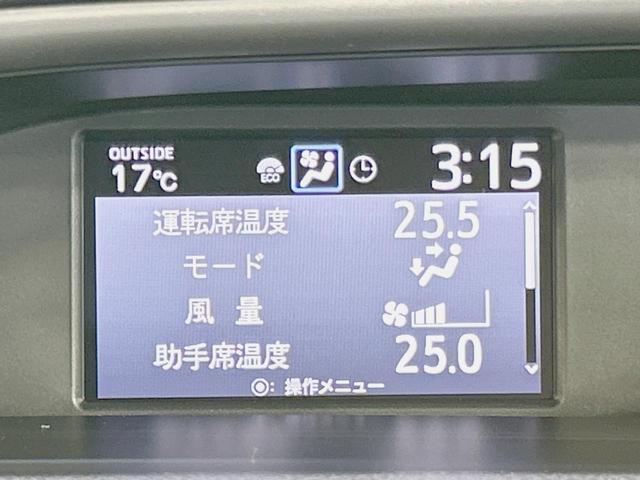 OUTSIDE
17℃ ECO 3:15
運転席温度 25.5
モード
風量
助手席温度 25.0
◎: 操作メニュー